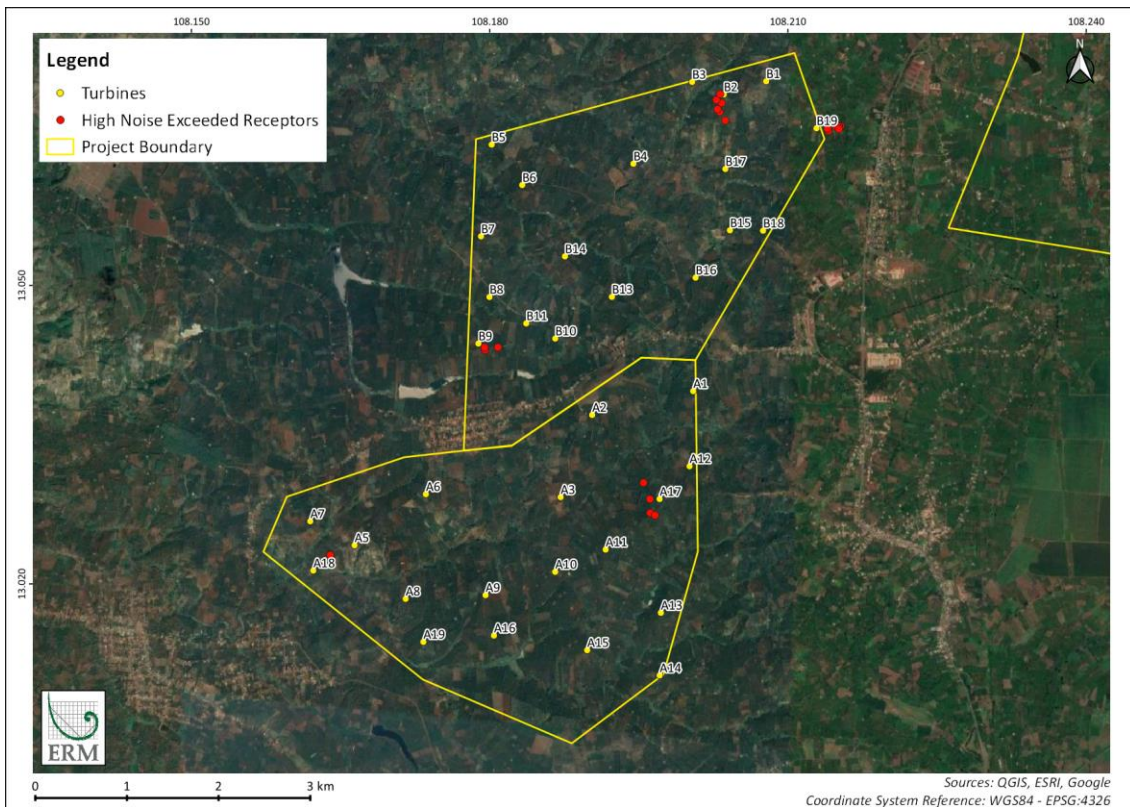 108.150 108.180 108.210 108.240
Legend
Turbines
High Noise Exceeded Receptors
Project Boundary
N
B3
B2
B1
B19
B5
B4
B17
B6
B7
B15
B18
B14
B16
B8
B13
B11
B10
B9
13.050
A1
A2
A12
A6
A3
A17
A7
A5
A11
A18
A10
13.020
A8
A9
A13
A19
A16
A15
A14
ERM
0 1 2 3 km
Sources: QGIS, ESRI, Google
Coordinate System Reference: WGS84 - EPSG:4326